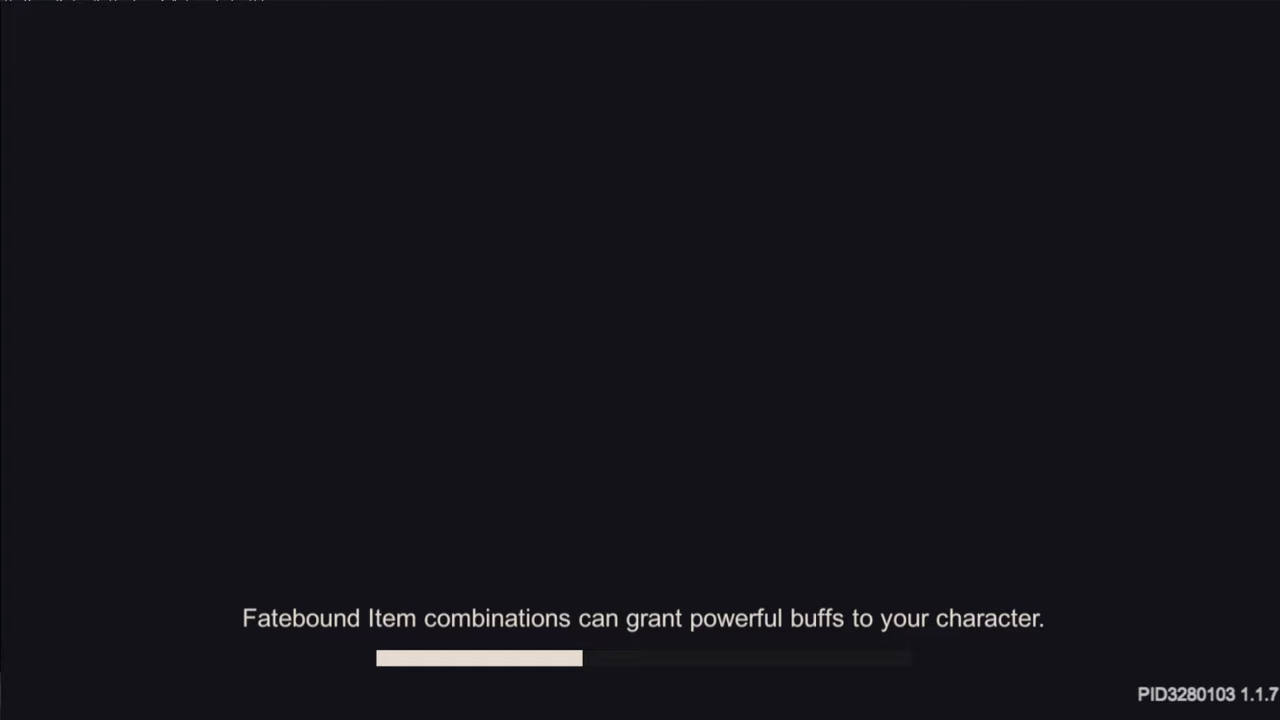 Fatebound Item combinations can grant powerful buffs to your character.
PID3280103 1.1.7